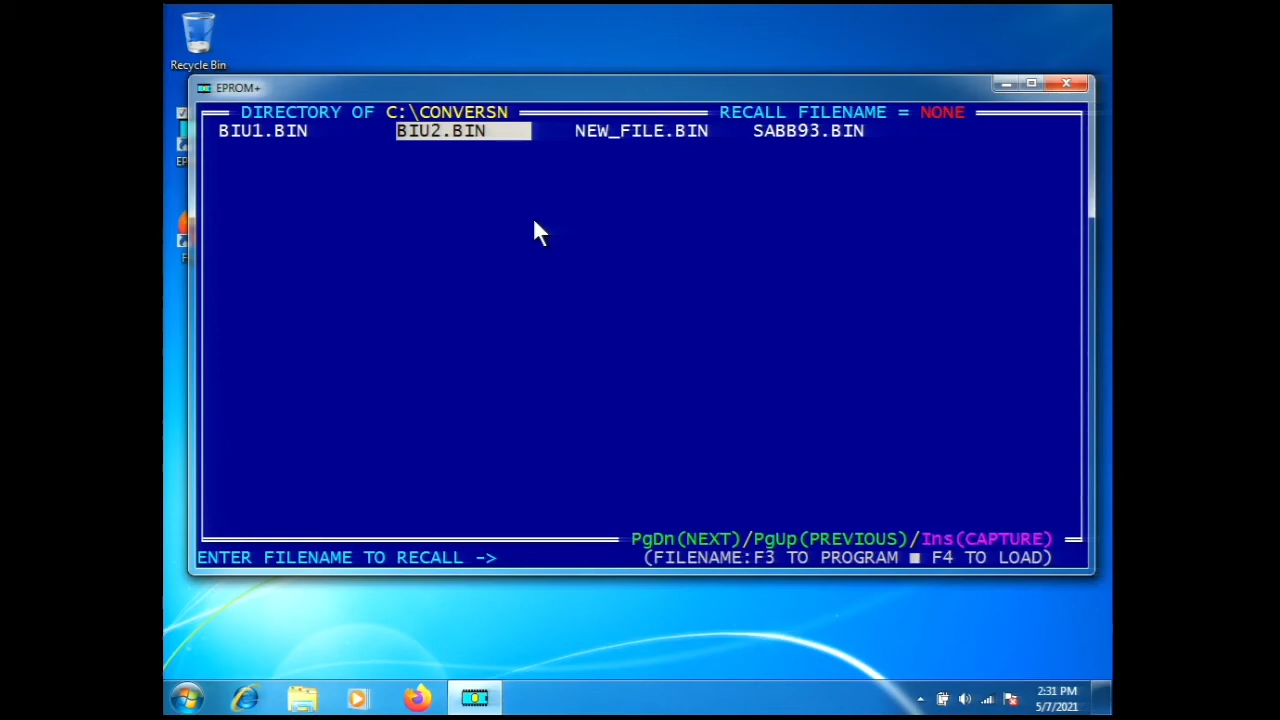 Recycle Bin
EPROM+
DIRECTORY OF C:\CONVERSN RECALL FILENAME = NONE
BIU1.BIN BIU2.BIN NEW_FILE.BIN SABB93.BIN
EP
F
PgDn(NEXT)/PgUp(PREVIOUS)/Ins(CAPTURE)
ENTER FILENAME TO RECALL -> (FILENAME:F3 TO PROGRAM ■ F4 TO LOAD)
2:31 PM
5/7/2021